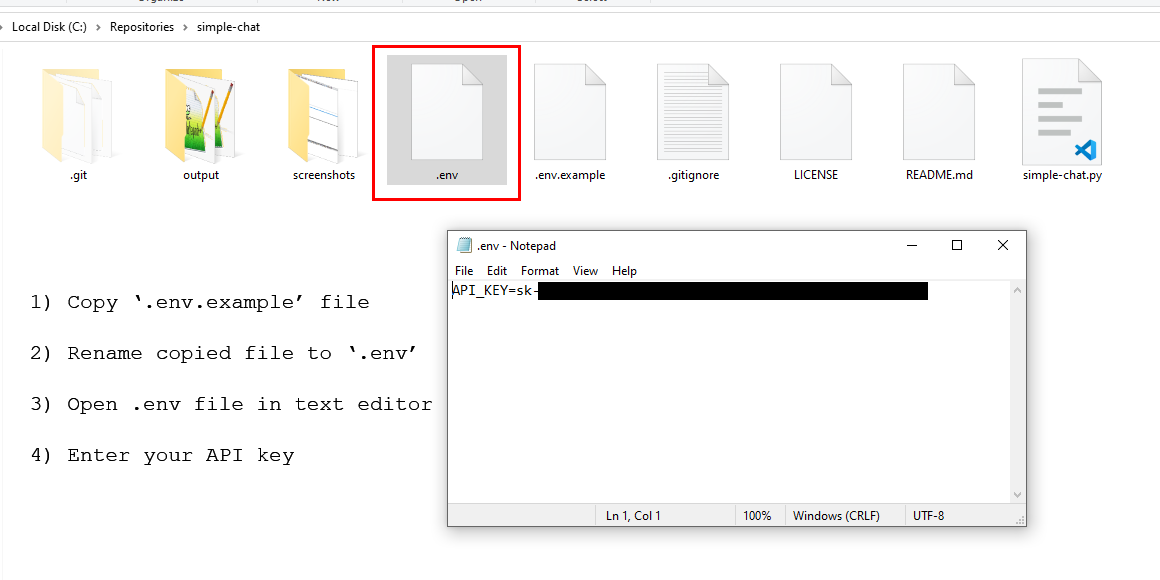 Local Disk (C:) › Repositories › simple-chat
.git
output
screenshots
.env
.env.example
.gitignore
LICENSE
README.md
simple-chat.py
.env - Notepad
File Edit Format View Help
API_KEY=sk-
1) Copy ‘.env.example’ file
2) Rename copied file to ‘.env’
3) Open .env file in text editor
4) Enter your API key
Ln 1, Col 1
100%
Windows (CRLF)
UTF-8